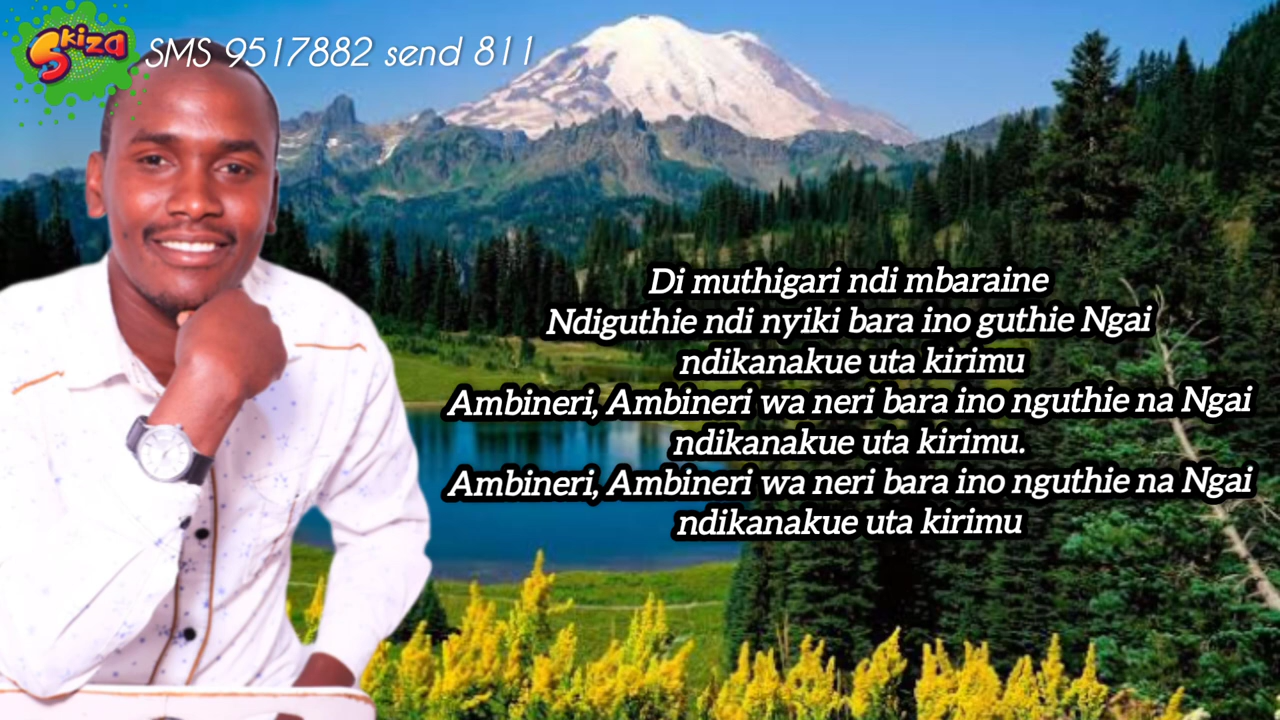 Skiza
SMS 9517882 send 811
Di muthigari ndi mbaraine
Ndiguthie ndi nyiki bara ino guthie Ngai
ndikanakue uta kirimu
Ambineri, Ambineri wa neri bara ino nguthie na Ngai
ndikanakue uta kirimu.
Ambineri, Ambineri wa neri bara ino nguthie na Ngai
ndikanakue uta kirimu